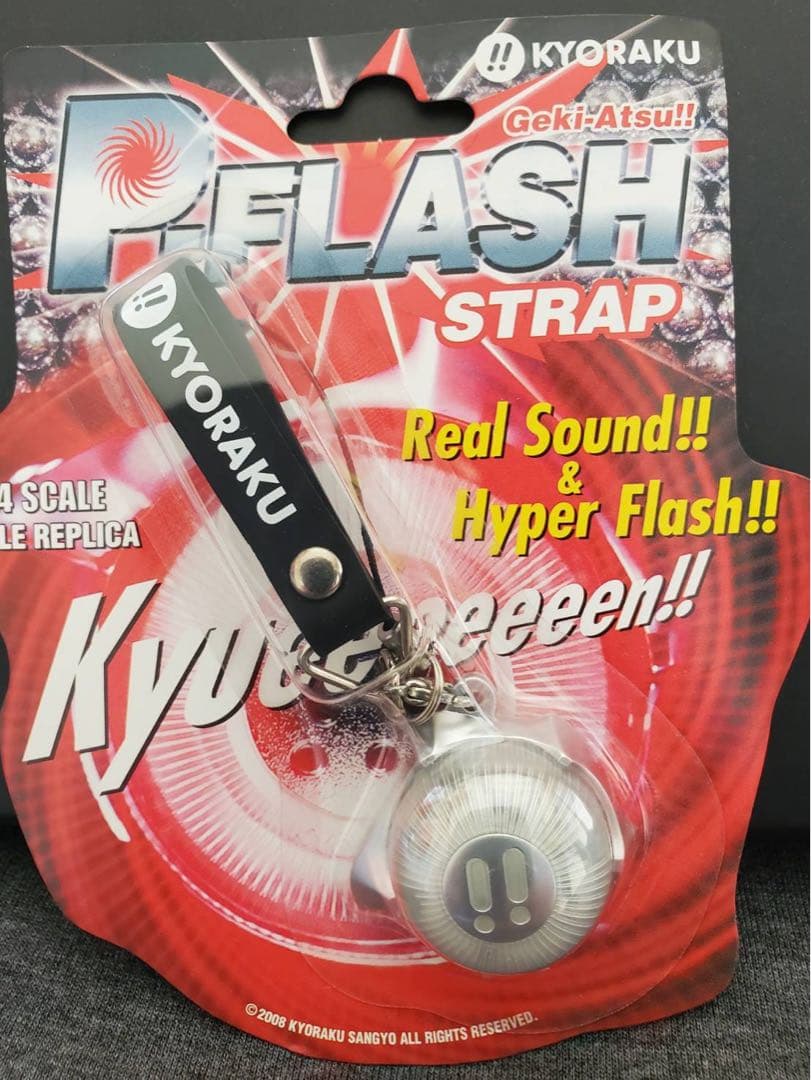 !! KYORAKU
Geki-Atsu!!
P-FLASH
STRAP
!! KYORAKU
Real Sound!!
&
Hyper Flash!!
4 SCALE
LE REPLICA
eeeeen!!
!!
©2008 KYORAKU SANGYO ALL RIGHTS RESERVED.